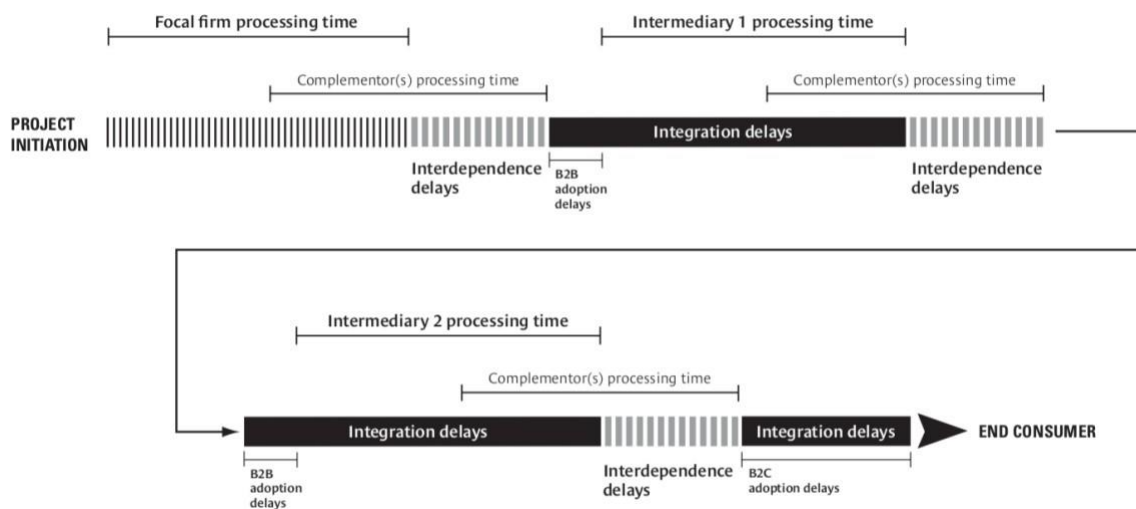 Focal firm processing time
Intermediary 1 processing time
Complementor(s) processing time
Complementor(s) processing time
PROJECT
INITIATION
Integration delays
Interdependence
delays
B2B
adoption
delays
Interdependence
delays
Intermediary 2 processing time
Complementor(s) processing time
Integration delays
Integration delays
END CONSUMER
B2B
adoption
delays
Interdependence
delays
B2C
adoption delays